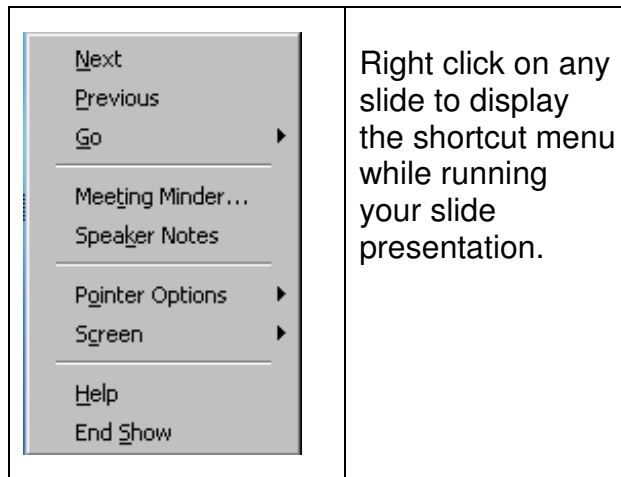 Next
Previous
Go
Meeting Minder...
Speaker Notes
Pointer Options
Screen
Help
End Show
Right click on any
slide to display
the shortcut menu
while running
your slide
presentation.